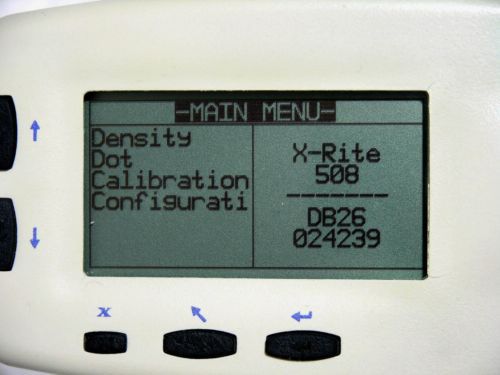 -MAIN MENU-
Density
Dot
Calibration
Configurati
X-Rite
508
DB26
024239
x